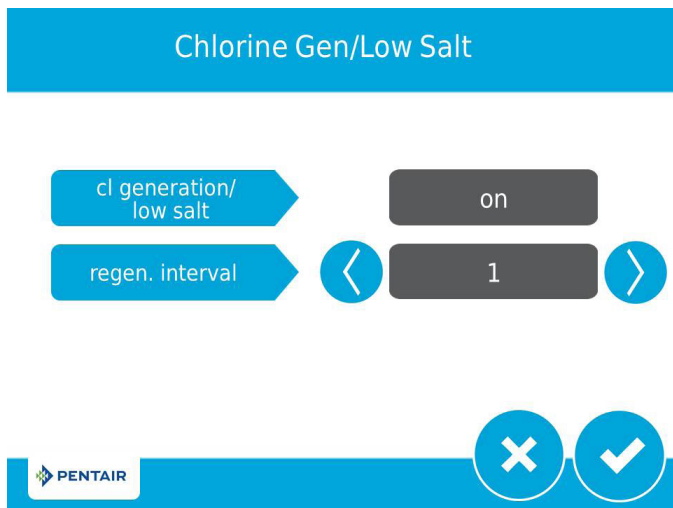 Chlorine Gen/Low Salt
cl generation/
low salt
on
regen. interval
1
PENTAIR